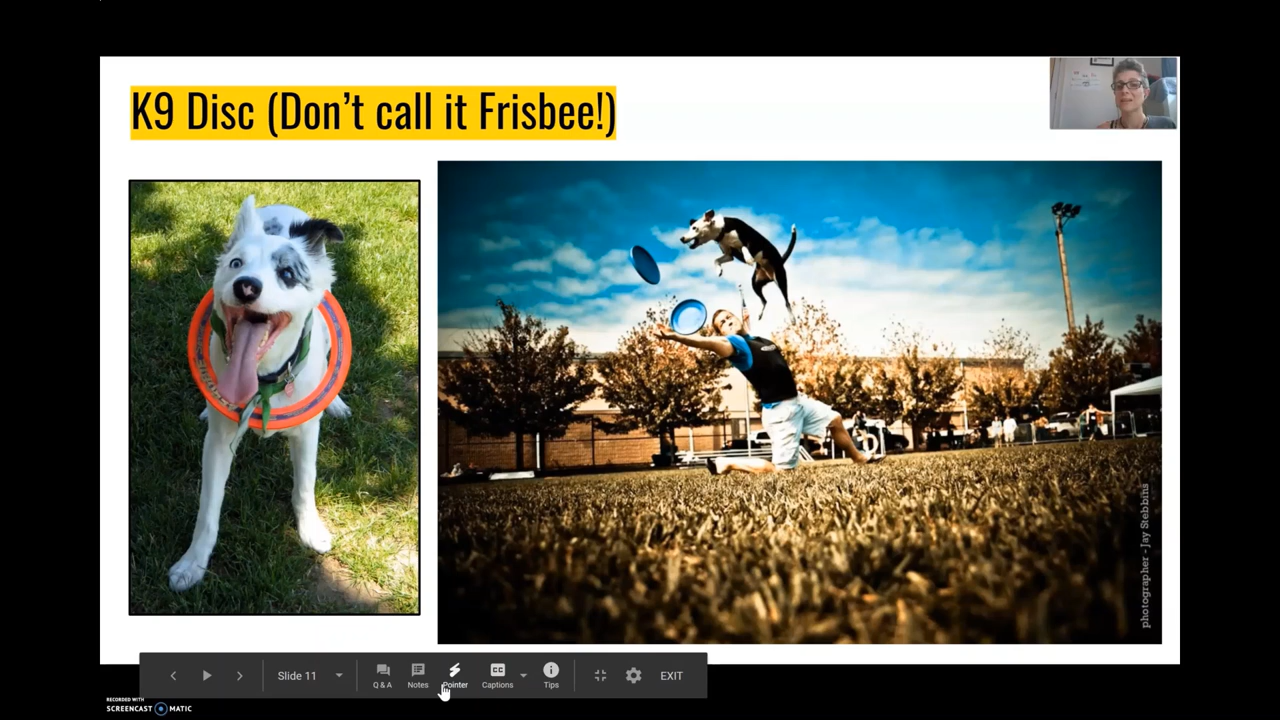 K9 Disc (Don’t call it Frisbee!)
photographer - Jay Stebbins
Slide 11
Q & A
Notes
Pointer
Captions
Tips
EXIT
RECORDED WITH
SCREENCAST MATIC